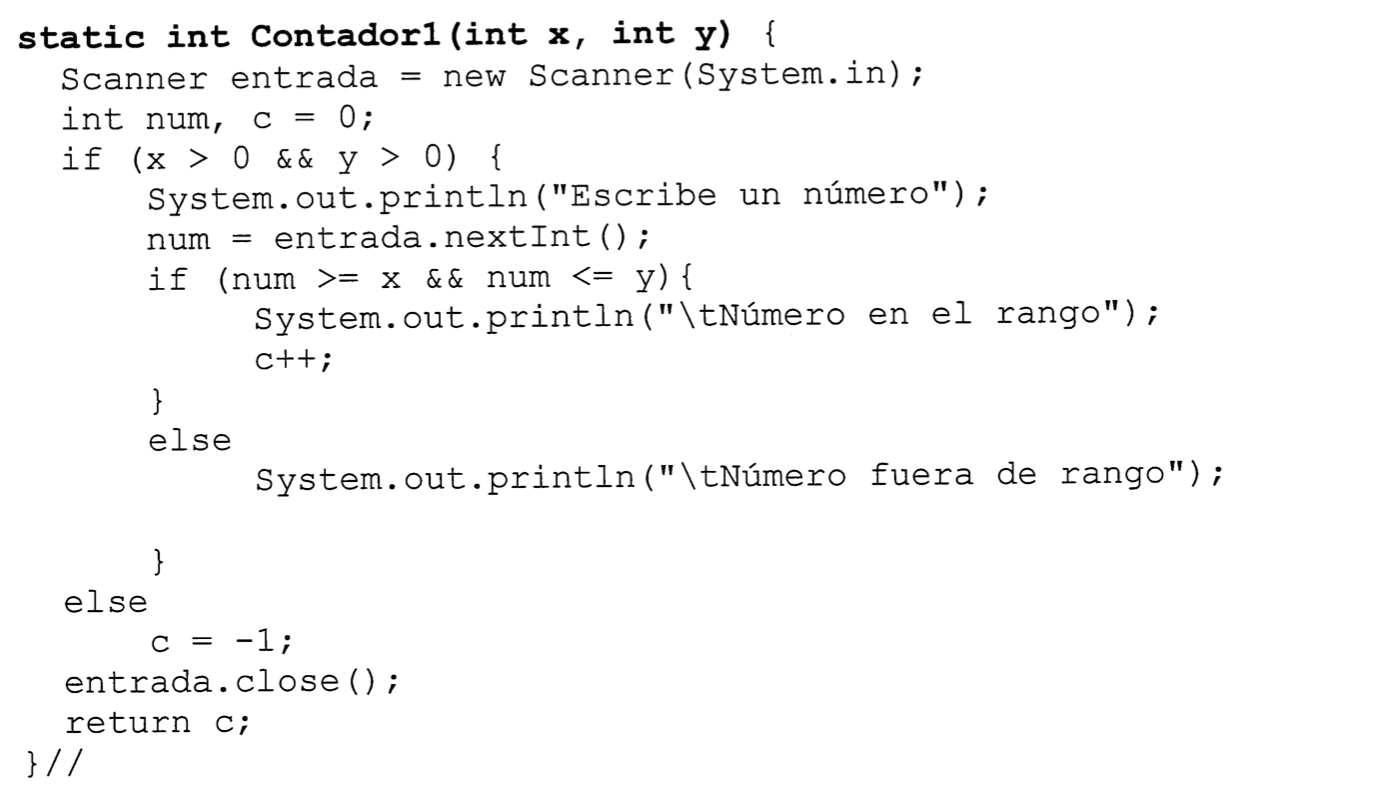 static int Contador1(int x, int y) {
Scanner entrada = new Scanner(System.in);
int num, c = 0;
if (x > 0 && y > 0) {
System.out.println("Escribe un número");
num = entrada.nextInt();
if (num >= x && num <= y){
System.out.println("\tNúmero en el rango");
c++;
}
else
System.out.println("\tNúmero fuera de rango");
}
else
c = -1;
entrada.close();
return c;
}//